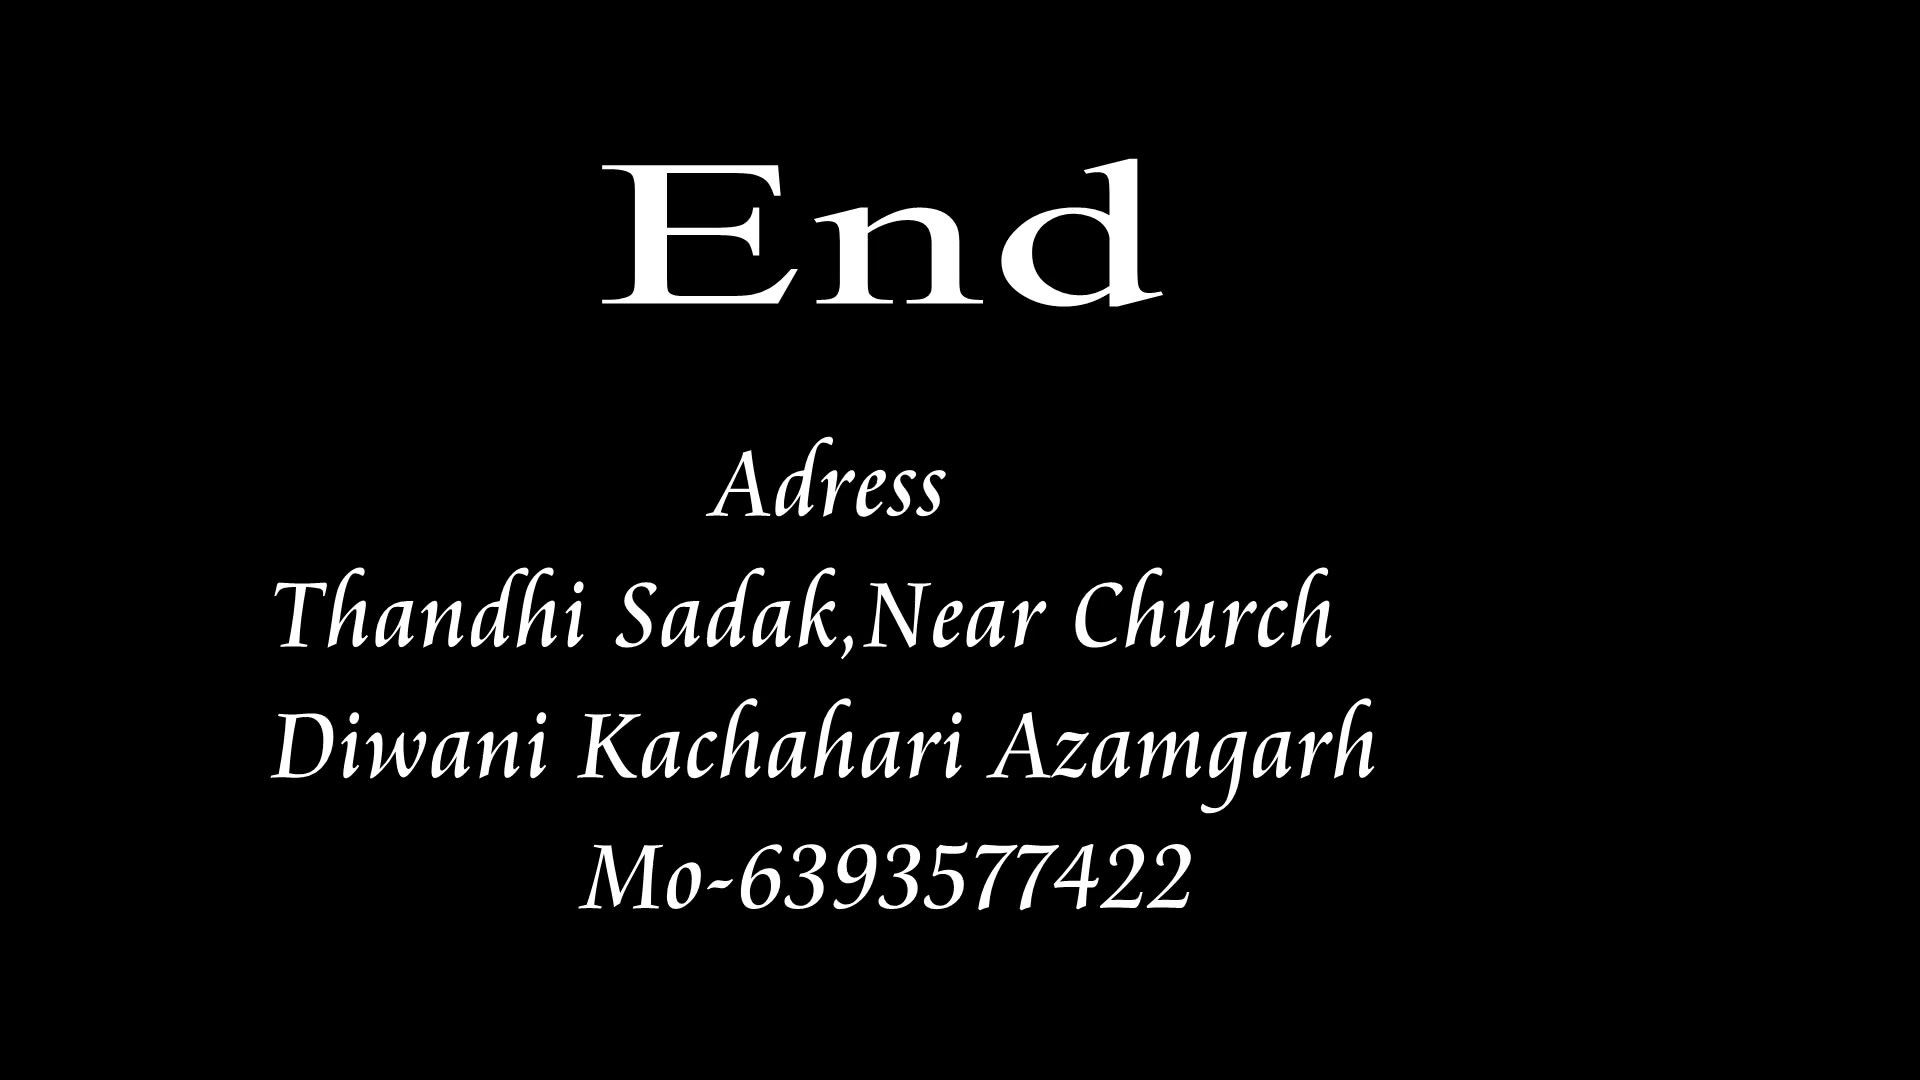 End
Adress
Thandhi Sadak,Near Church
Diwani Kachahari Azamgarh
Mo-6393577422